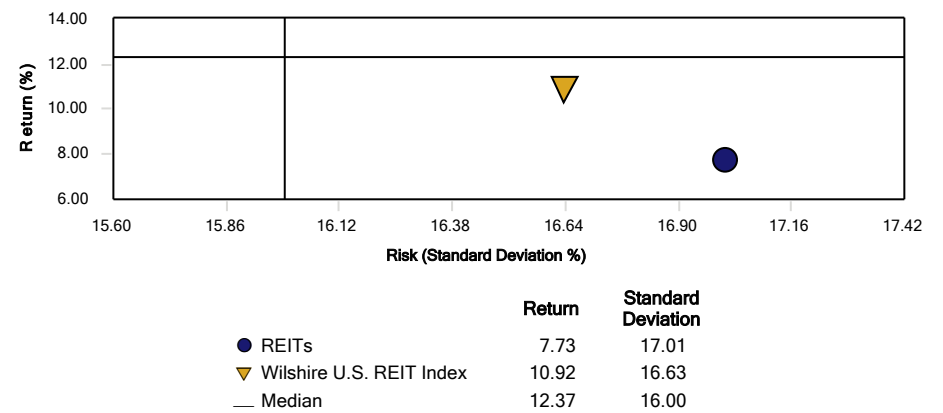 14.00
12.00
10.00
8.00
6.00
Return (%)
15.60 15.86 16.12 16.38 16.64 16.90 17.16 17.42
Risk (Standard Deviation %)
Return Standard Deviation
REITs 7.73 17.01
Wilshire U.S. REIT Index 10.92 16.63
Median 12.37 16.00